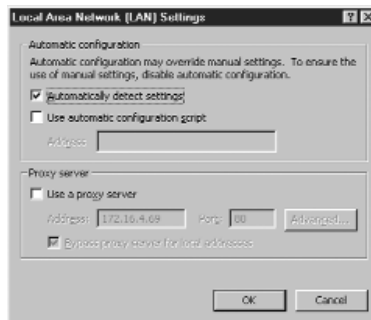 Local Area Network (LAN) Settings
Automatic configuration
Automatic configuration may override manual settings. To ensure the
use of manual settings, disable automatic configuration.
Automatically detect settings
Use automatic configuration script
Address
Proxy server
Use a proxy server
Address: 172.16.4.69 Port: 80 Advanced...
Bypass proxy server for local addresses
OK Cancel